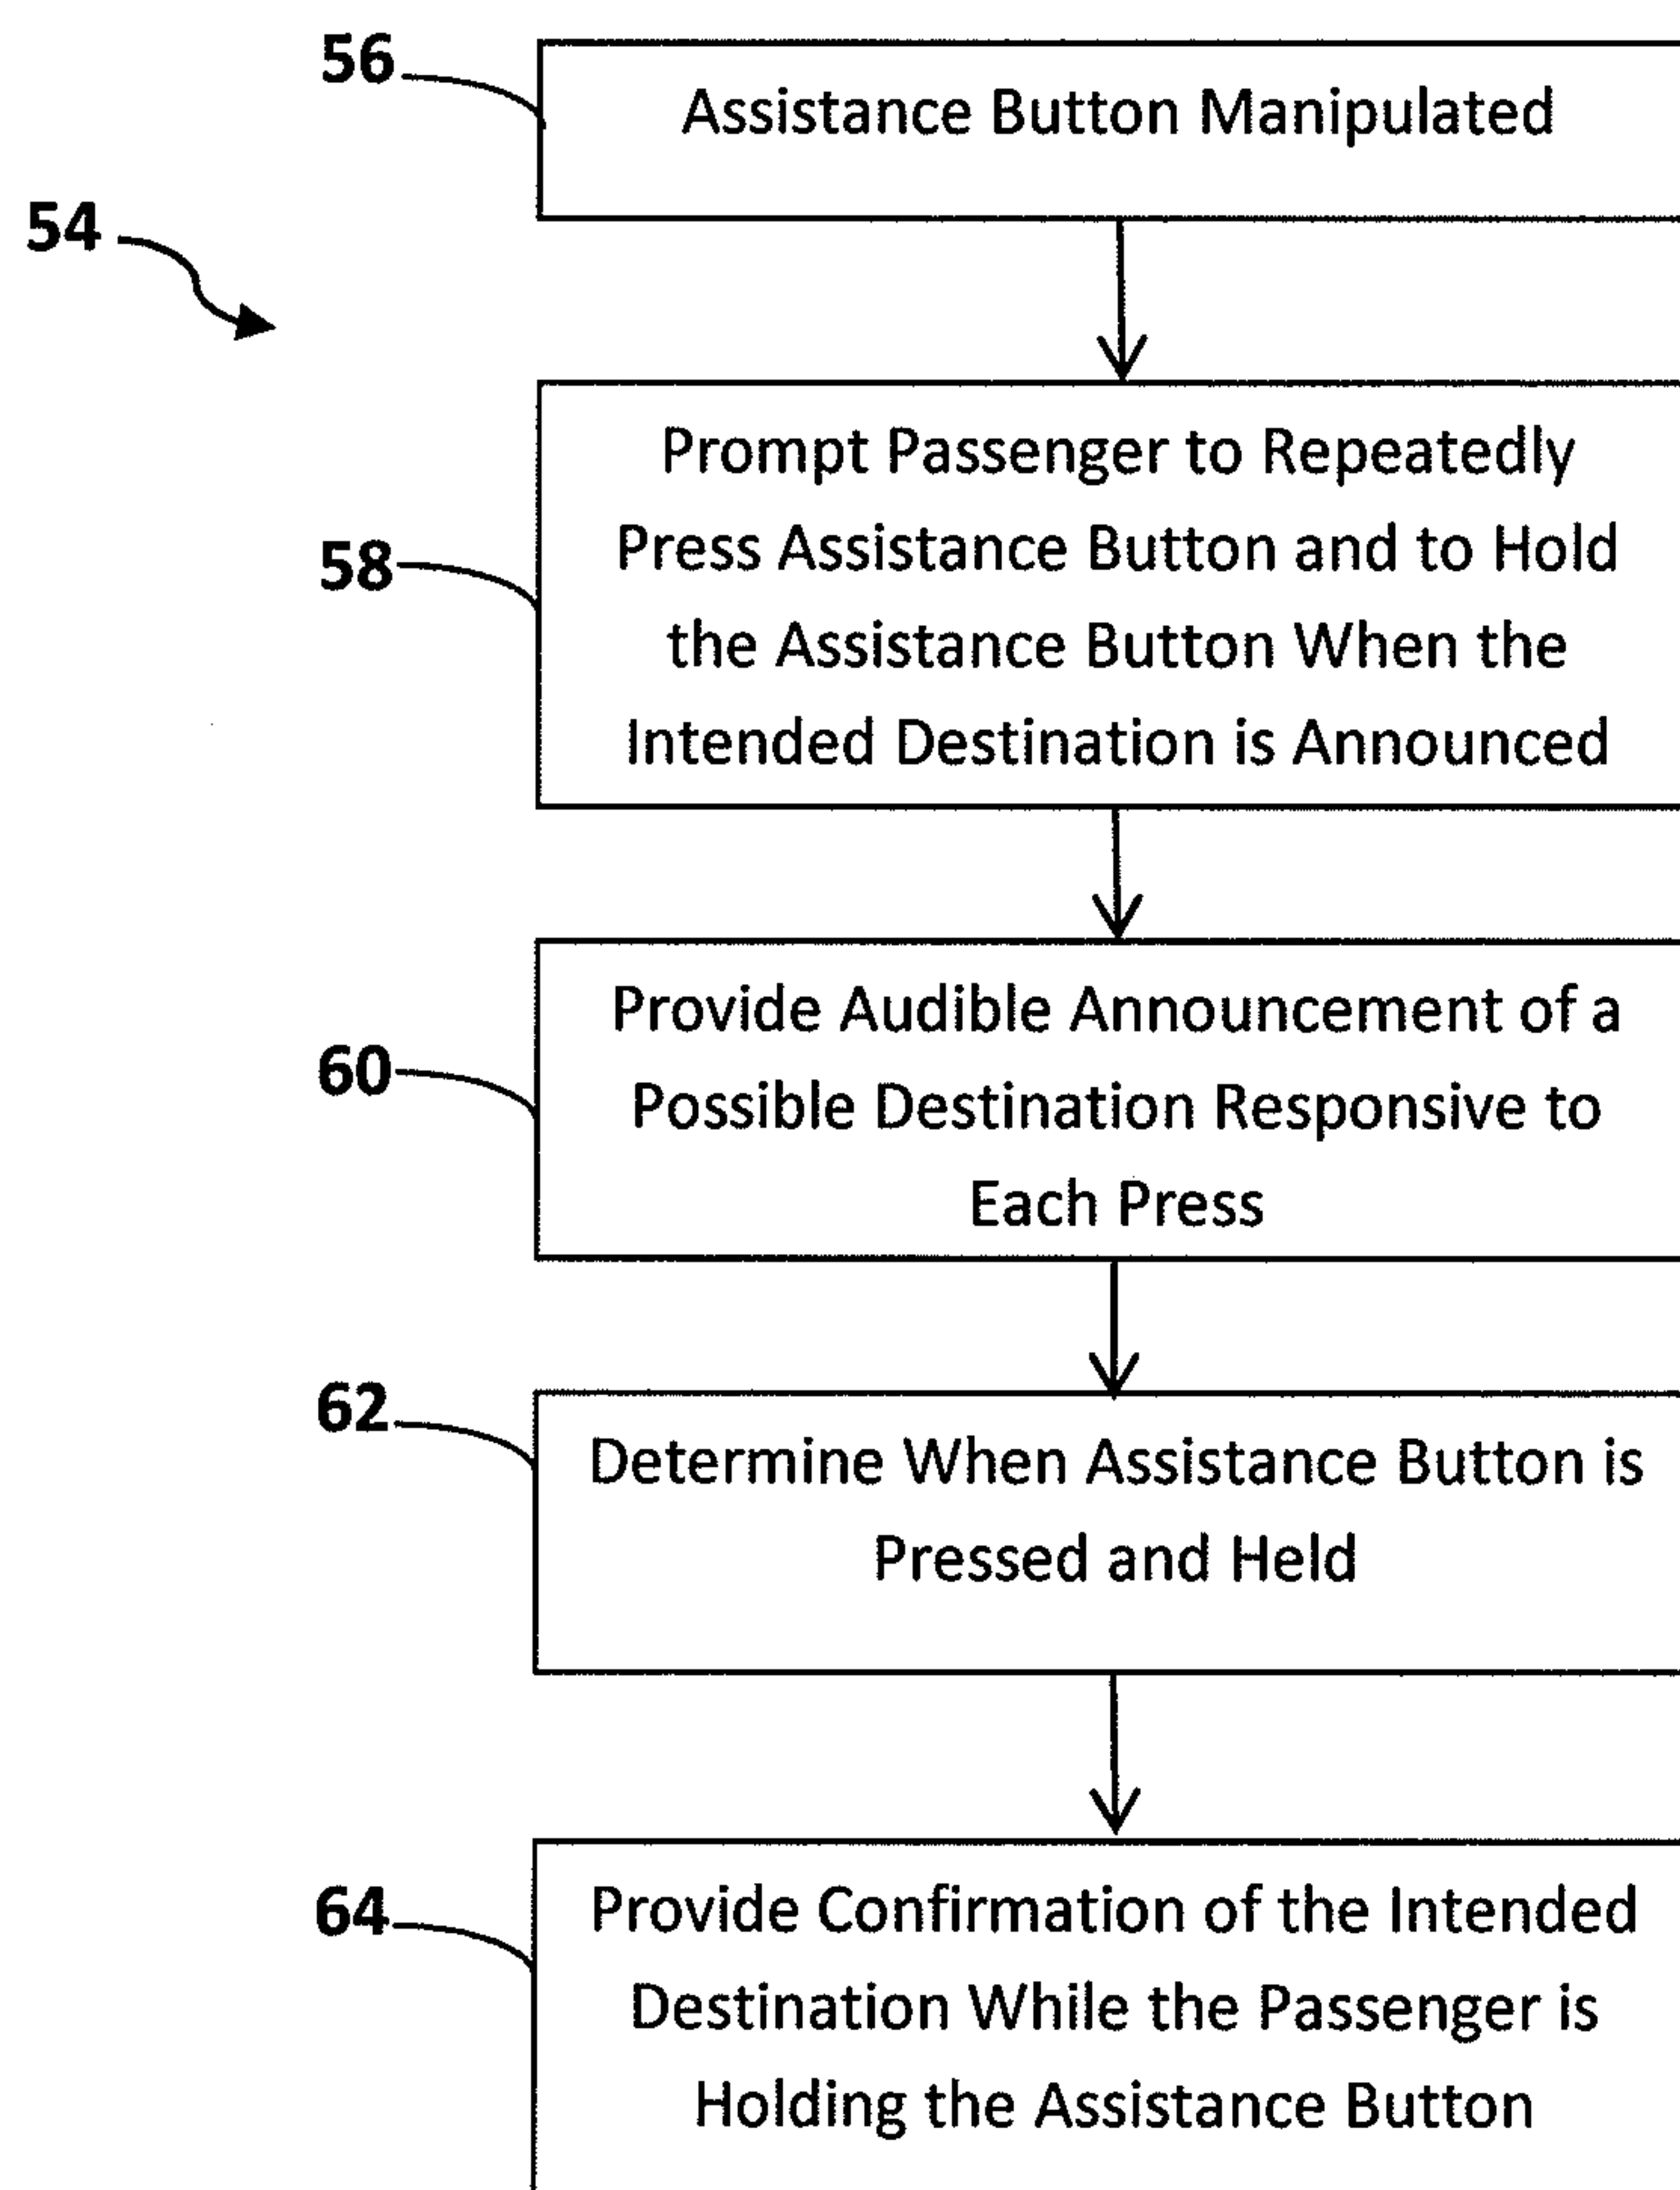 56
Assistance Button Manipulated
54
58
Prompt Passenger to Repeatedly
Press Assistance Button and to Hold
the Assistance Button When the
Intended Destination is Announced
60
Provide Audible Announcement of a
Possible Destination Responsive to
Each Press
62
Determine When Assistance Button is
Pressed and Held
64
Provide Confirmation of the Intended
Destination While the Passenger is
Holding the Assistance Button